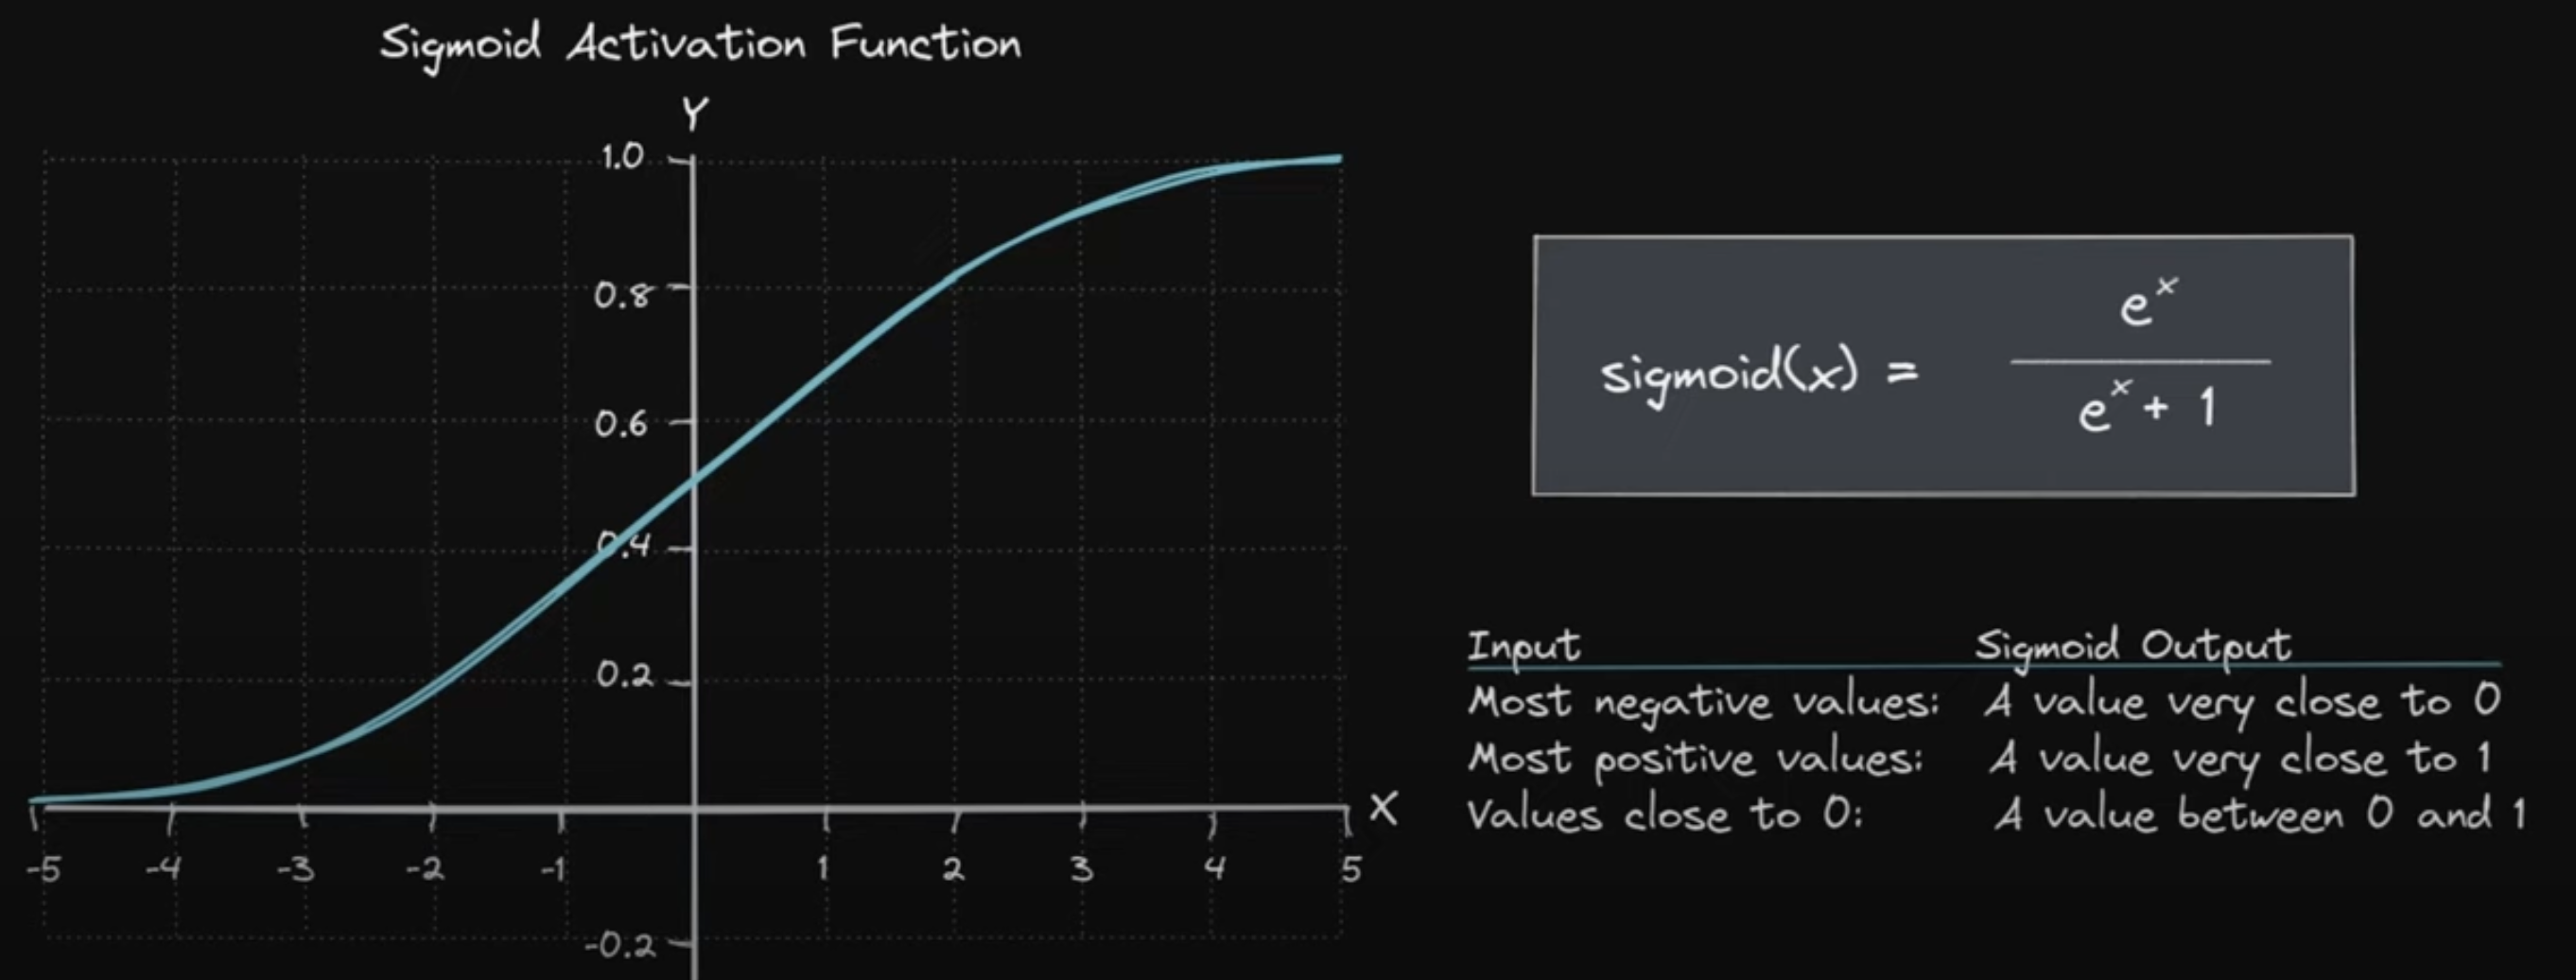 Sigmoid Activation Function
Y
1.0
0.8
0.6
0.4
0.2
-0.2
-5 -4 -3 -2 -1 1 2 3 4 5
X
sigmoid(x) = e^x / e^x + 1
Input Sigmoid Output
Most negative values: A value very close to 0
Most positive values: A value very close to 1
Values close to 0: A value between 0 and 1